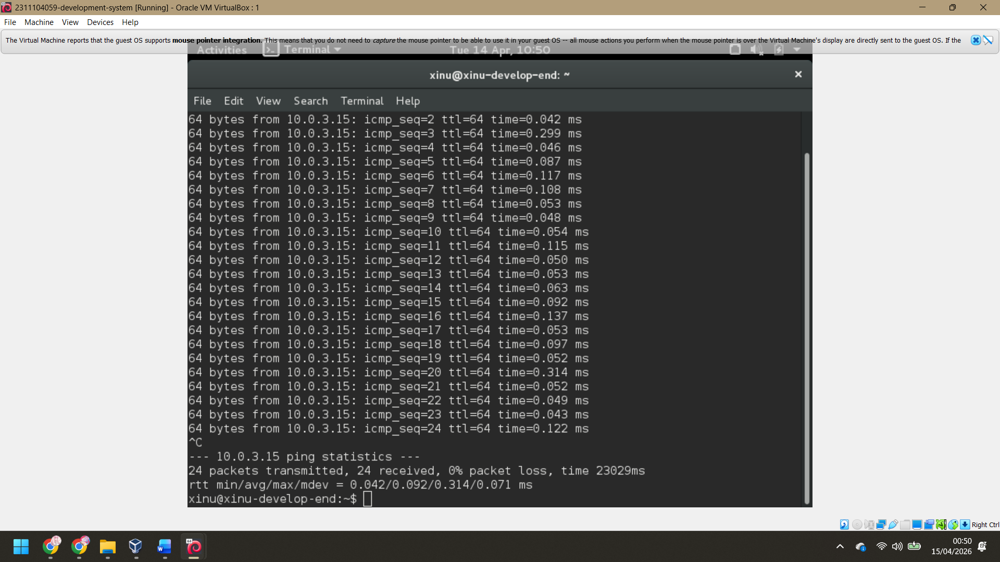 2311104059-development-system [Running] - Oracle VM VirtualBox : 1
File Machine View Devices Help
The Virtual Machine reports that the guest OS supports mouse pointer integration. This means that you do not need to capture the mouse pointer to be able to use it in your guest OS -- all mouse actions you perform when the mouse pointer is over the Virtual Machine's display are directly sent to the guest OS. If the
Activities Terminal Tue 14 Apr, 10:50
xinu@xinu-develop-end: ~
File Edit View Search Terminal Help
64 bytes from 10.0.3.15: icmp_seq=2 ttl=64 time=0.042 ms
64 bytes from 10.0.3.15: icmp_seq=3 ttl=64 time=0.299 ms
64 bytes from 10.0.3.15: icmp_seq=4 ttl=64 time=0.046 ms
64 bytes from 10.0.3.15: icmp_seq=5 ttl=64 time=0.087 ms
64 bytes from 10.0.3.15: icmp_seq=6 ttl=64 time=0.117 ms
64 bytes from 10.0.3.15: icmp_seq=7 ttl=64 time=0.108 ms
64 bytes from 10.0.3.15: icmp_seq=8 ttl=64 time=0.053 ms
64 bytes from 10.0.3.15: icmp_seq=9 ttl=64 time=0.048 ms
64 bytes from 10.0.3.15: icmp_seq=10 ttl=64 time=0.054 ms
64 bytes from 10.0.3.15: icmp_seq=11 ttl=64 time=0.115 ms
64 bytes from 10.0.3.15: icmp_seq=12 ttl=64 time=0.050 ms
64 bytes from 10.0.3.15: icmp_seq=13 ttl=64 time=0.053 ms
64 bytes from 10.0.3.15: icmp_seq=14 ttl=64 time=0.063 ms
64 bytes from 10.0.3.15: icmp_seq=15 ttl=64 time=0.092 ms
64 bytes from 10.0.3.15: icmp_seq=16 ttl=64 time=0.137 ms
64 bytes from 10.0.3.15: icmp_seq=17 ttl=64 time=0.053 ms
64 bytes from 10.0.3.15: icmp_seq=18 ttl=64 time=0.097 ms
64 bytes from 10.0.3.15: icmp_seq=19 ttl=64 time=0.052 ms
64 bytes from 10.0.3.15: icmp_seq=20 ttl=64 time=0.314 ms
64 bytes from 10.0.3.15: icmp_seq=21 ttl=64 time=0.052 ms
64 bytes from 10.0.3.15: icmp_seq=22 ttl=64 time=0.049 ms
64 bytes from 10.0.3.15: icmp_seq=23 ttl=64 time=0.043 ms
64 bytes from 10.0.3.15: icmp_seq=24 ttl=64 time=0.122 ms
^C
--- 10.0.3.15 ping statistics ---
24 packets transmitted, 24 received, 0% packet loss, time 23029ms
rtt min/avg/max/mdev = 0.042/0.092/0.314/0.071 ms
xinu@xinu-develop-end:~$
Right Ctrl
00:50
15/04/2026